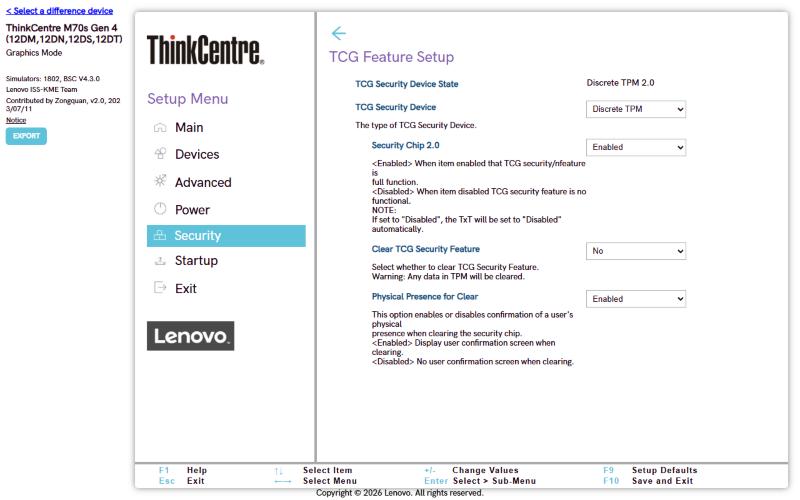 < Select a difference device
ThinkCentre M70s Gen 4
(12DM,12DN,12DS,12DT)
Graphics Mode
Simulators: 1802, BSC V4.3.0
Lenovo ISS-KME Team
Contributed by Zongquan, v2.0, 202
3/07/11
Notice
EXPORT
ThinkCentre.
Setup Menu
Main
Devices
Advanced
Power
Security
Startup
Exit
Lenovo.
TCG Feature Setup
TCG Security Device State Discrete TPM 2.0
TCG Security Device Discrete TPM
The type of TCG Security Device.
Security Chip 2.0 Enabled
<Enabled> When item enabled that TCG security/nfeature
is
full function.
<Disabled> When item disabled TCG security feature is no
functional.
NOTE:
If set to "Disabled", the TxT will be set to "Disabled"
automatically.
Clear TCG Security Feature No
Select whether to clear TCG Security Feature.
Warning: Any data in TPM will be cleared.
Physical Presence for Clear Enabled
This option enables or disables confirmation of a user's
physical
presence when clearing the security chip.
<Enabled> Display user confirmation screen when
clearing.
<Disabled> No user confirmation screen when clearing.
F1 Help ↑↓ Select Item +/- Change Values F9 Setup Defaults
Esc Exit ←→ Select Menu Enter Select > Sub-Menu F10 Save and Exit
Copyright © 2026 Lenovo. All rights reserved.